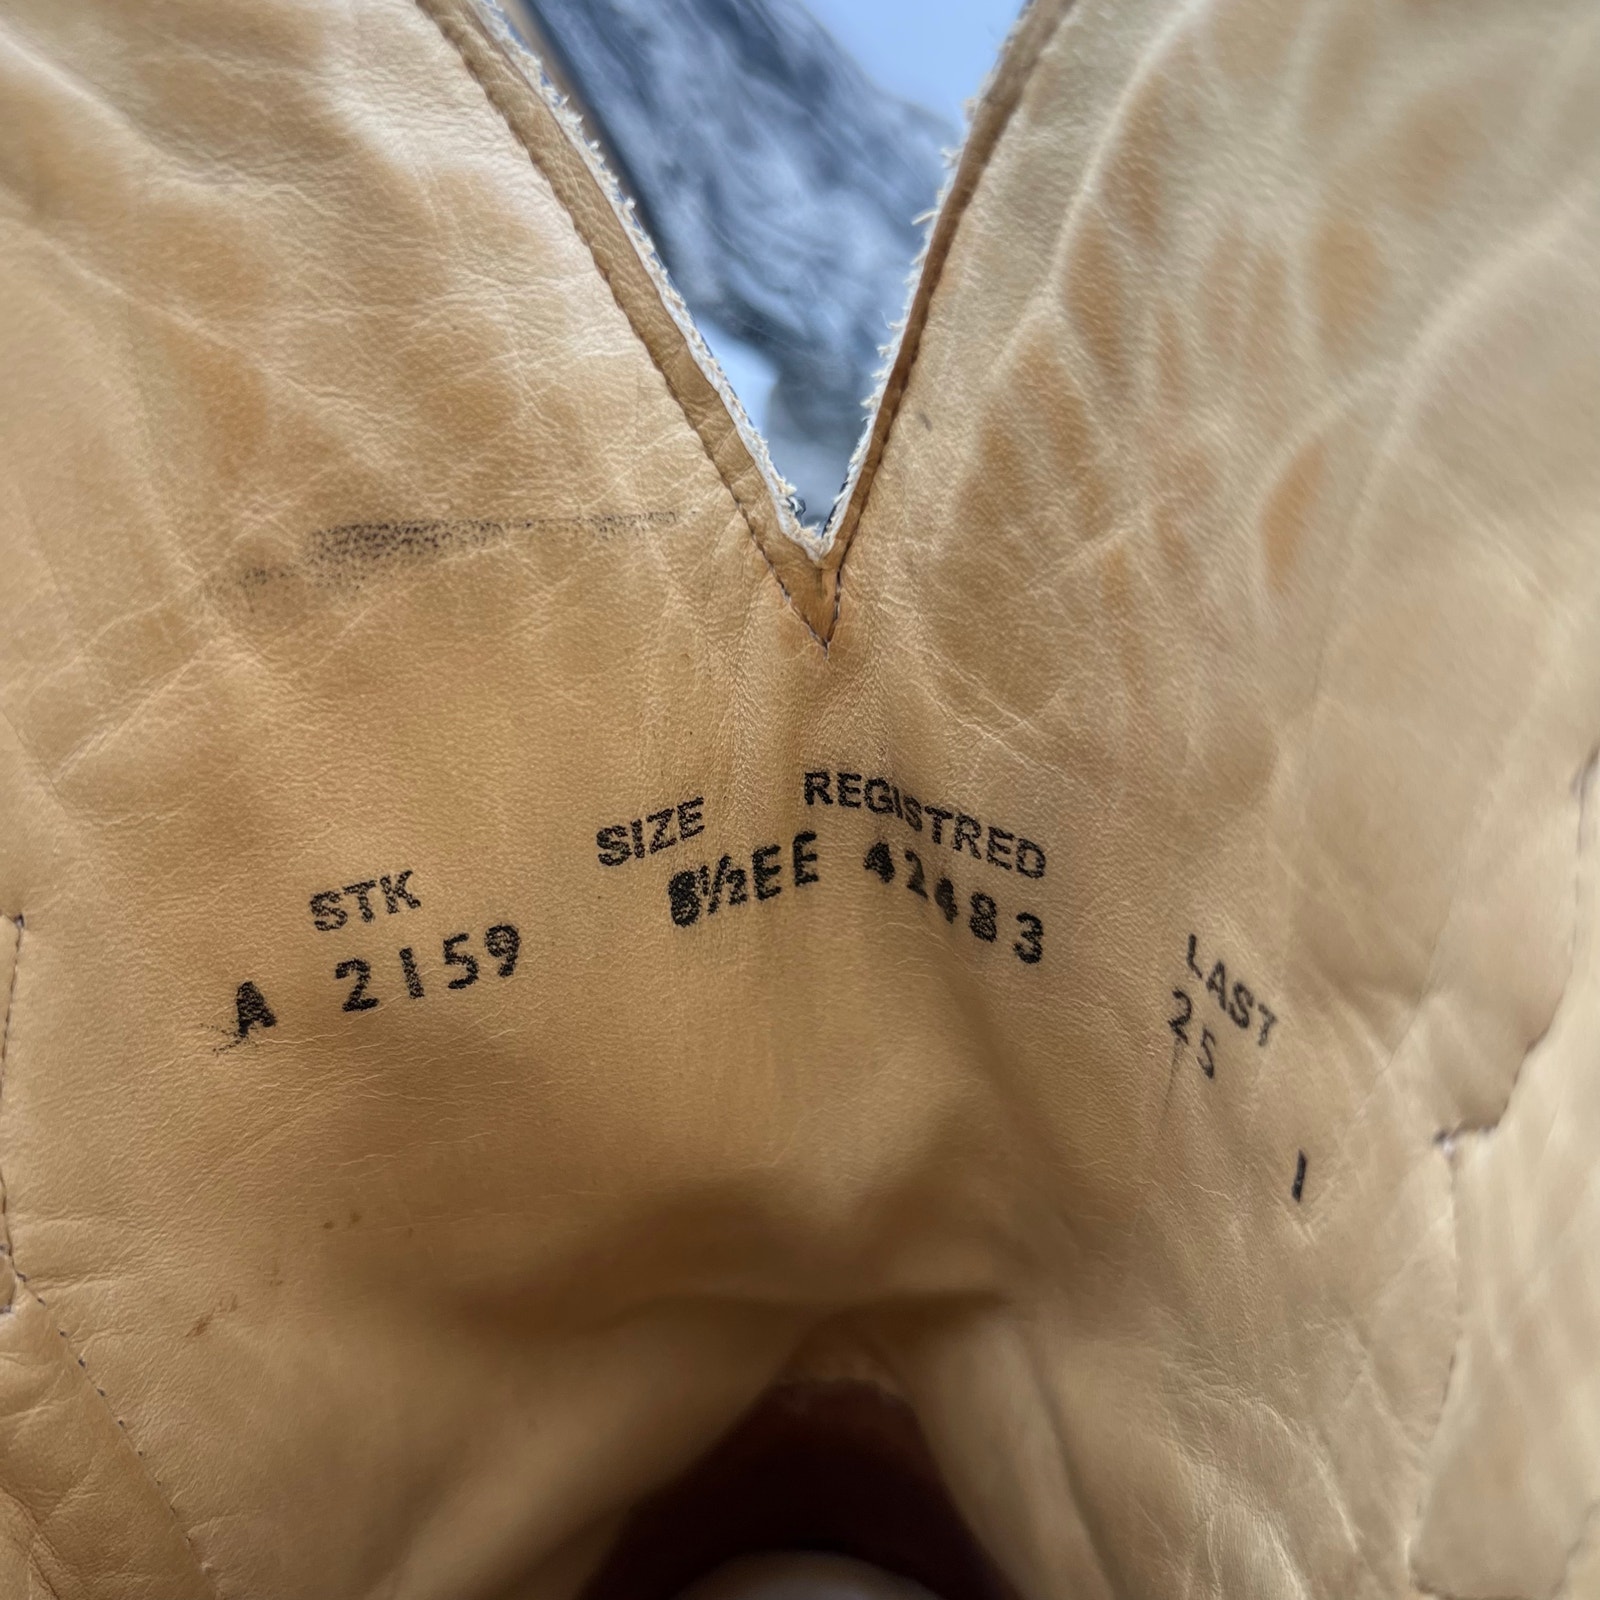 STK SIZE REGISTRED LAST
A 2159 8½EE 42483 25
1